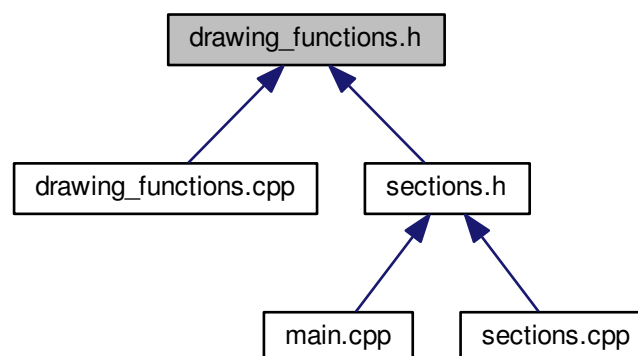 drawing_functions.h
drawing_functions.cpp
sections.h
main.cpp
sections.cpp